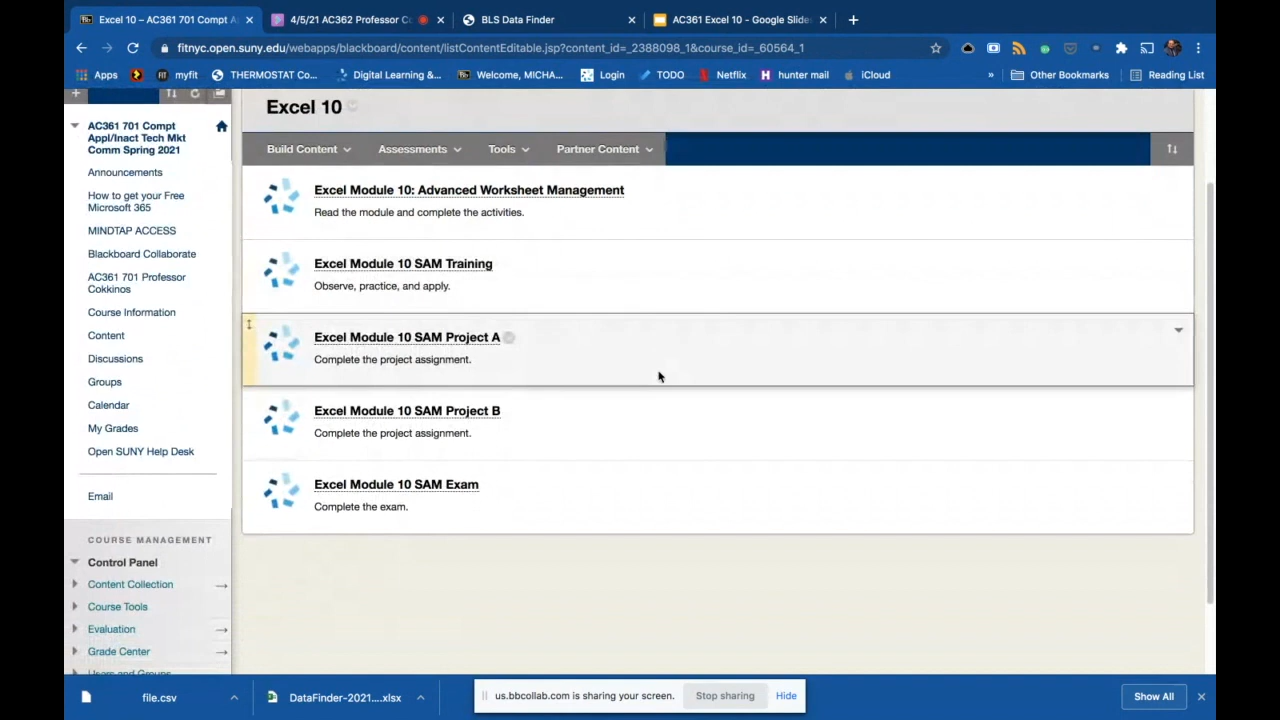 Excel 10 – AC361 701 Compt A
4/5/21 AC362 Professor Co
BLS Data Finder
AC361 Excel 10 - Google Slide
fitnyc.open.suny.edu/webapps/blackboard/content/listContentEditable.jsp?content_id=_2388098_1&course_id=_60564_1
Apps
myfit
THERMOSTAT Co...
Digital Learning &...
Welcome, MICHA...
Login
TODO
Netflix
hunter mail
iCloud
»
Other Bookmarks
Reading List
AC361 701 Compt
Appl/Inact Tech Mkt
Comm Spring 2021
Announcements
How to get your Free
Microsoft 365
MINDTAP ACCESS
Blackboard Collaborate
AC361 701 Professor
Cokkinos
Course Information
Content
Discussions
Groups
Calendar
My Grades
Open SUNY Help Desk
Email
COURSE MANAGEMENT
Control Panel
Content Collection
Course Tools
Evaluation
Grade Center
Users and Groups
Excel 10
Build Content
Assessments
Tools
Partner Content
Excel Module 10: Advanced Worksheet Management
Read the module and complete the activities.
Excel Module 10 SAM Training
Observe, practice, and apply.
Excel Module 10 SAM Project A
Complete the project assignment.
Excel Module 10 SAM Project B
Complete the project assignment.
Excel Module 10 SAM Exam
Complete the exam.
file.csv
DataFinder-2021....xlsx
us.bbcollab.com is sharing your screen.
Stop sharing
Hide
Show All